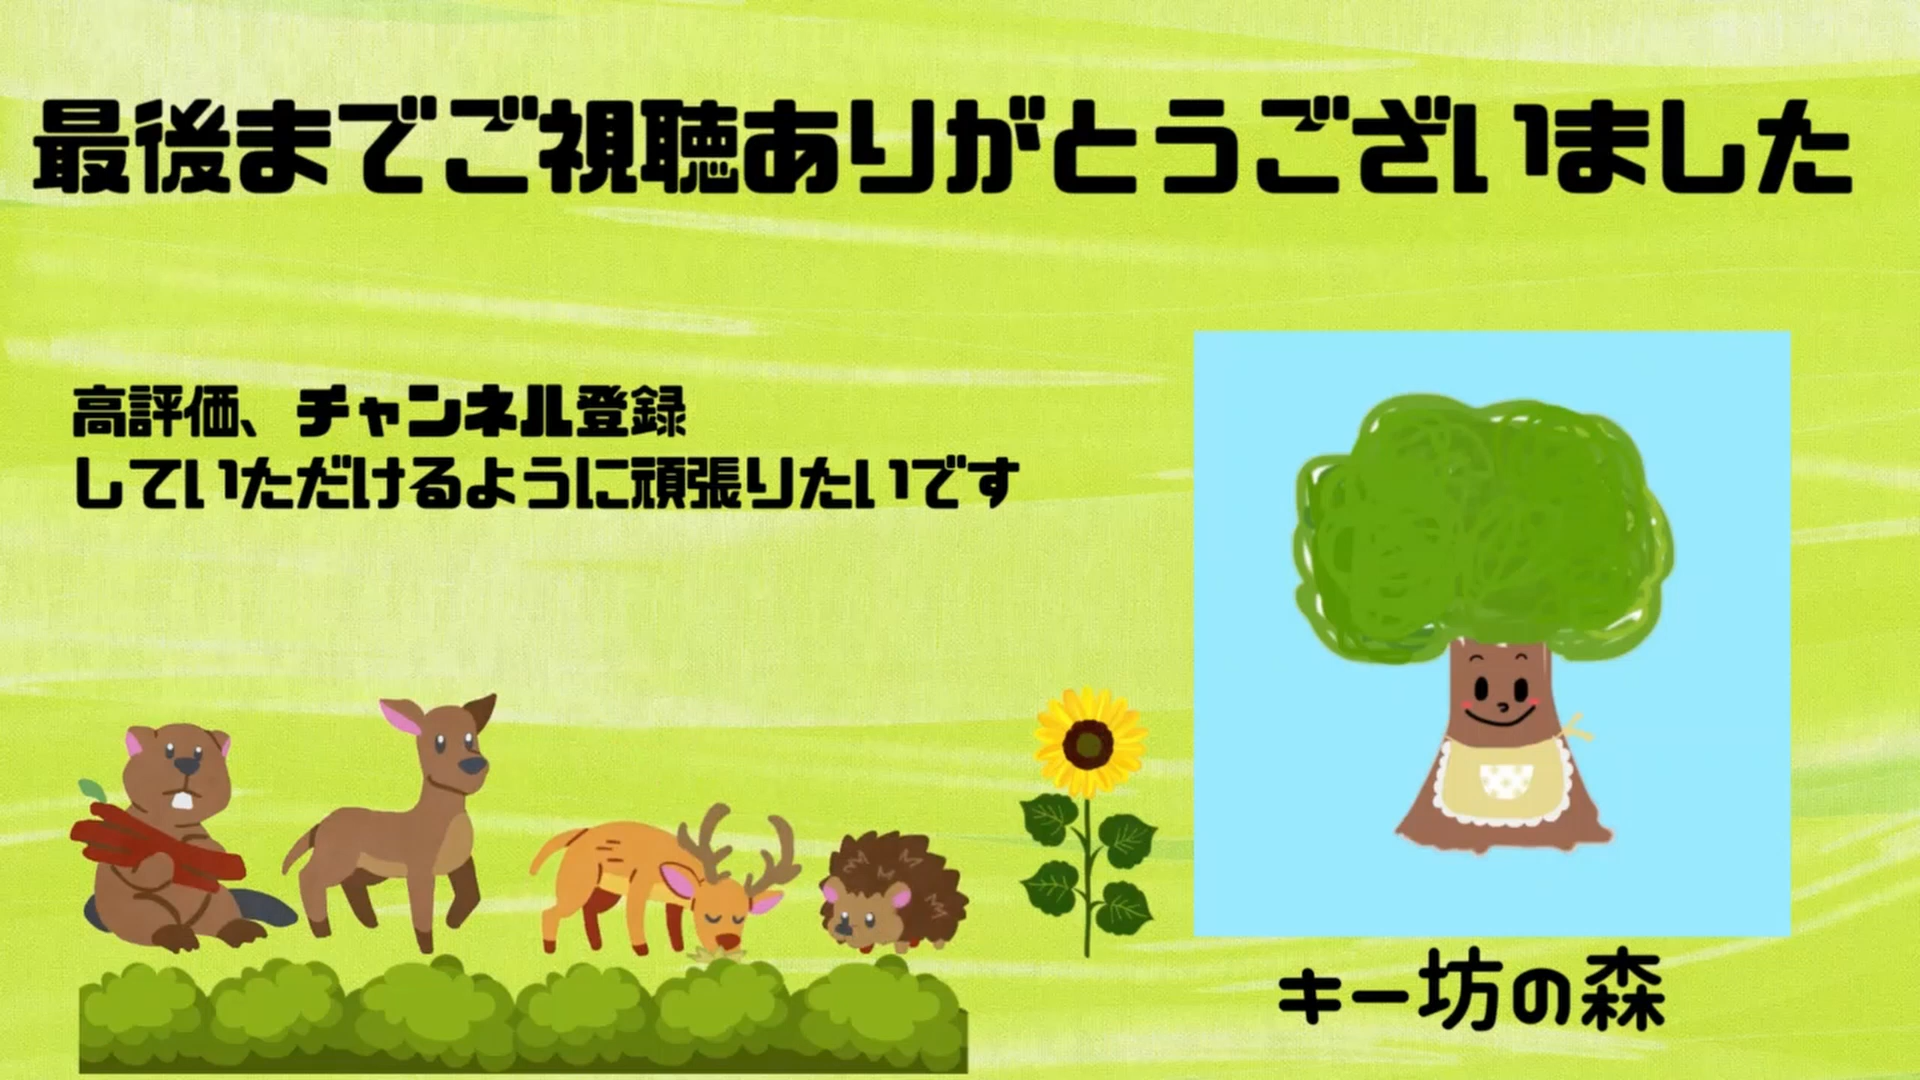 最後までご視聴ありがとうございました
高評価、チャンネル登録
していただけるように頑張りたいです
キー坊の森